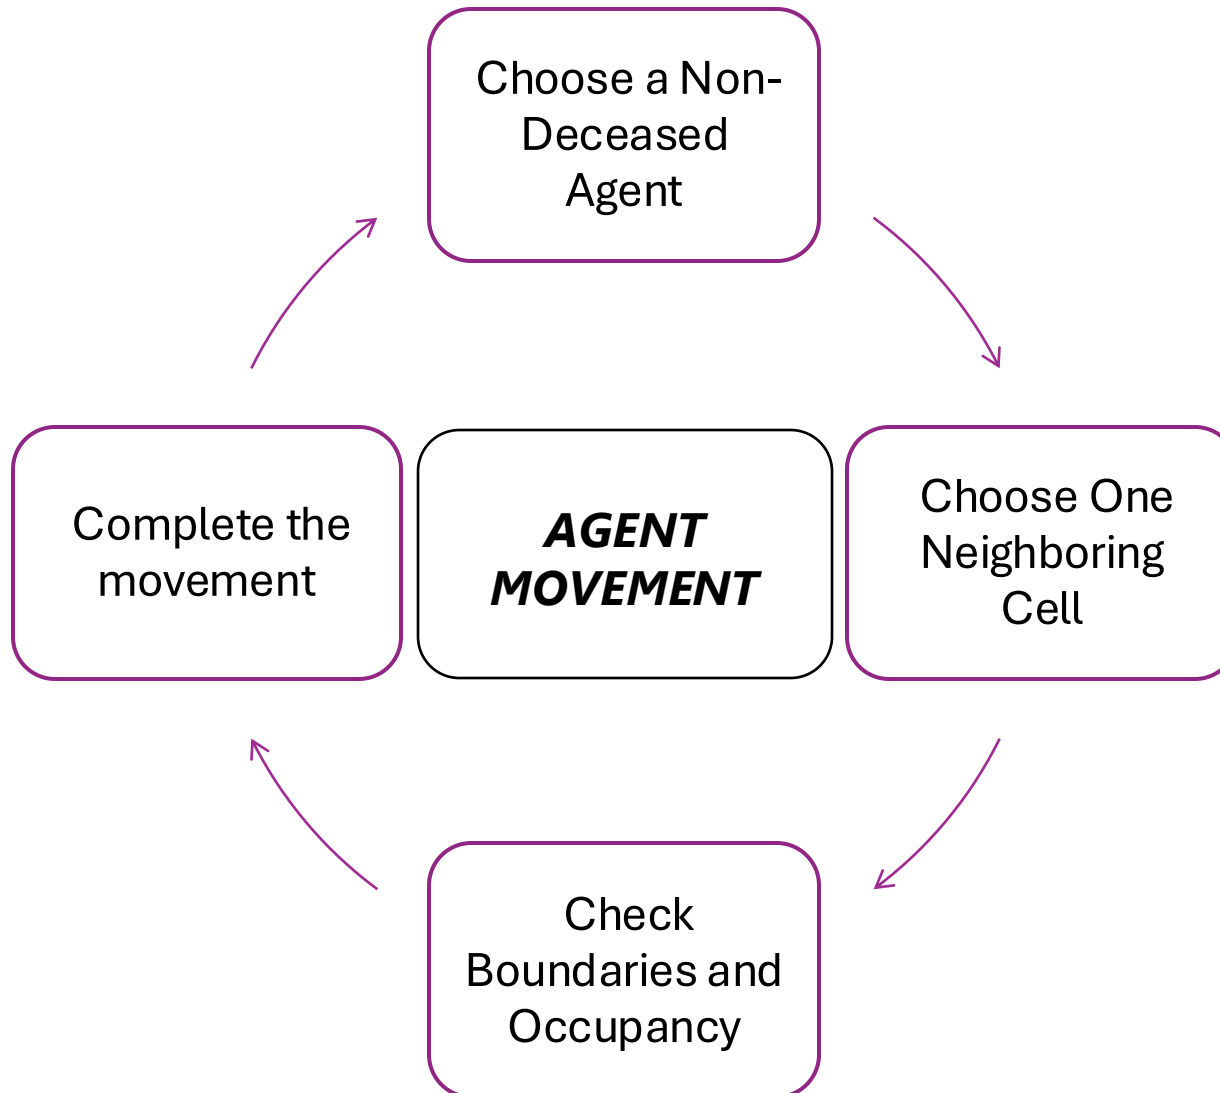 Choose a Non-
Deceased
Agent
Complete the
movement
AGENT
MOVEMENT
Choose One
Neighboring
Cell
Check
Boundaries and
Occupancy